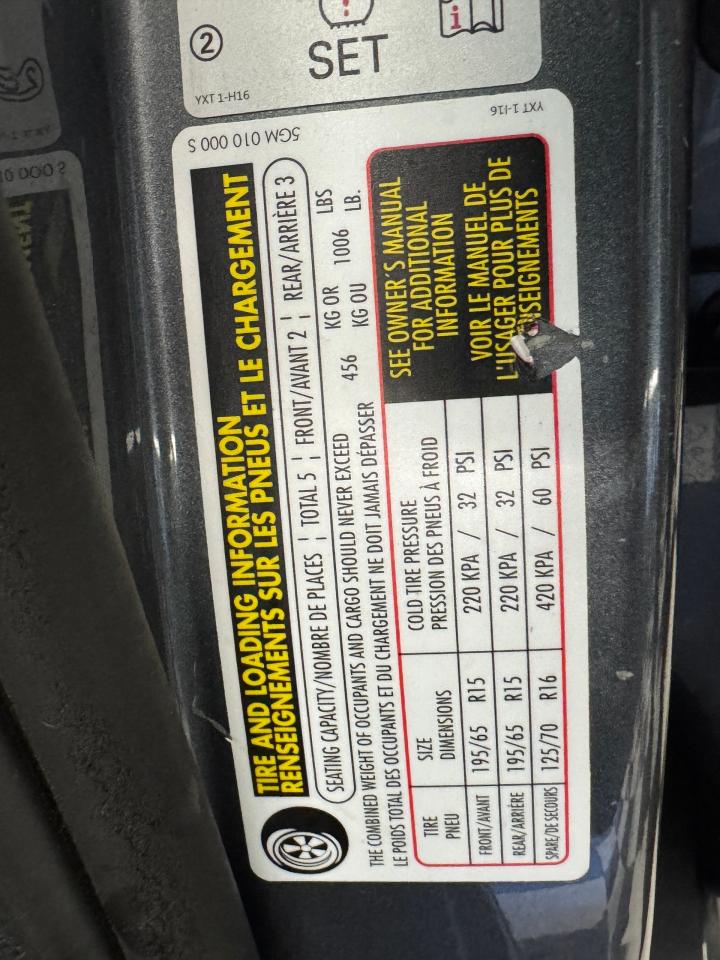 2
SET
YXT 1-H16
5GM 010 000 S
YXT 1-I16
TIRE AND LOADING INFORMATION
RENSEIGNEMENTS SUR LES PNEUS ET LE CHARGEMENT
SEATING CAPACITY/NOMBRE DE PLACES ¦ TOTAL 5 ¦ FRONT/AVANT 2 ¦ REAR/ARRIÈRE 3
THE COMBINED WEIGHT OF OCCUPANTS AND CARGO SHOULD NEVER EXCEED 456 KG OR 1006 LBS
LE POIDS TOTAL DES OCCUPANTS ET DU CHARGEMENT NE DOIT JAMAIS DÉPASSER KG OU LB.
TIRE SIZE COLD TIRE PRESSURE
PNEU DIMENSIONS PRESSION DES PNEUS À FROID
FRONT/AVANT 195/65 R15 220 KPA / 32 PSI
REAR/ARRIÈRE 195/65 R15 220 KPA / 32 PSI
SPARE/DE SECOURS 125/70 R16 420 KPA / 60 PSI
SEE OWNER'S MANUAL
FOR ADDITIONAL
INFORMATION
VOIR LE MANUEL DE
L'USAGER POUR PLUS DE